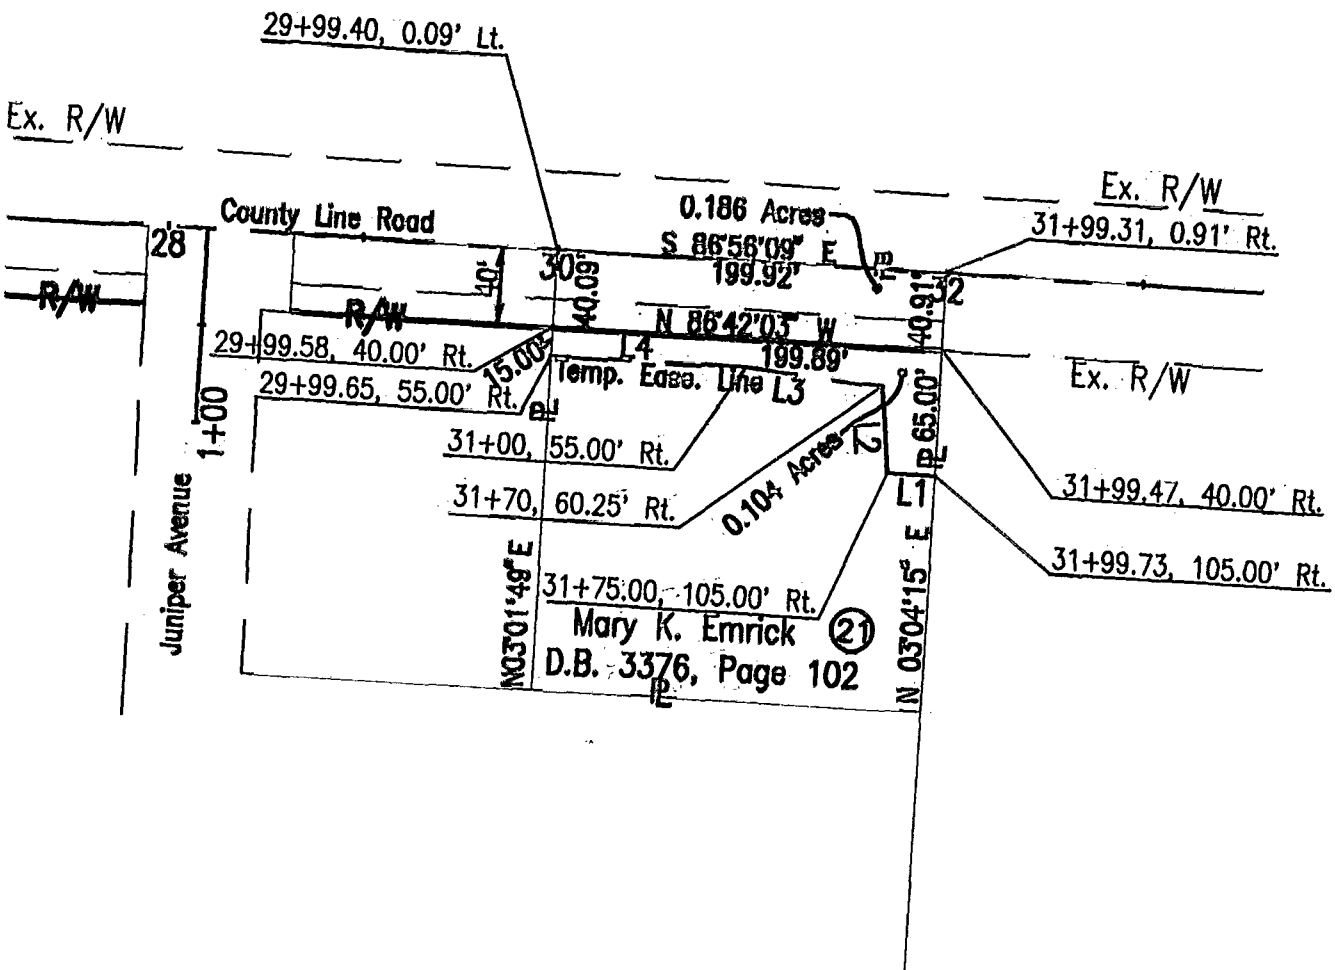 29+99.40, 0.09' Lt.
Ex. R/W
Ex. R/W
0.186 Acres
31+99.31, 0.91' Rt.
County Line Road
28
S 86°56'09" E
199.92'
30
32
40'
40.09'
40.91'
R/W
R/W
N 86°42'03" W
199.89'
29+99.58, 40.00' Rt.
15.00'
L4
Temp. Ease. Line
L3
Ex. R/W
29+99.65, 55.00' Rt.
65.00'
1+00
31+00, 55.00' Rt.
0.104 Acres
L2
PL
PL
31+70, 60.25' Rt.
L1
31+99.47, 40.00' Rt.
Juniper Avenue
31+99.73, 105.00' Rt.
31+75.00, 105.00' Rt.
N03°01'49" E
N 03°04'15" E
Mary K. Emrick
21
D.B. 3376, Page 102
PL